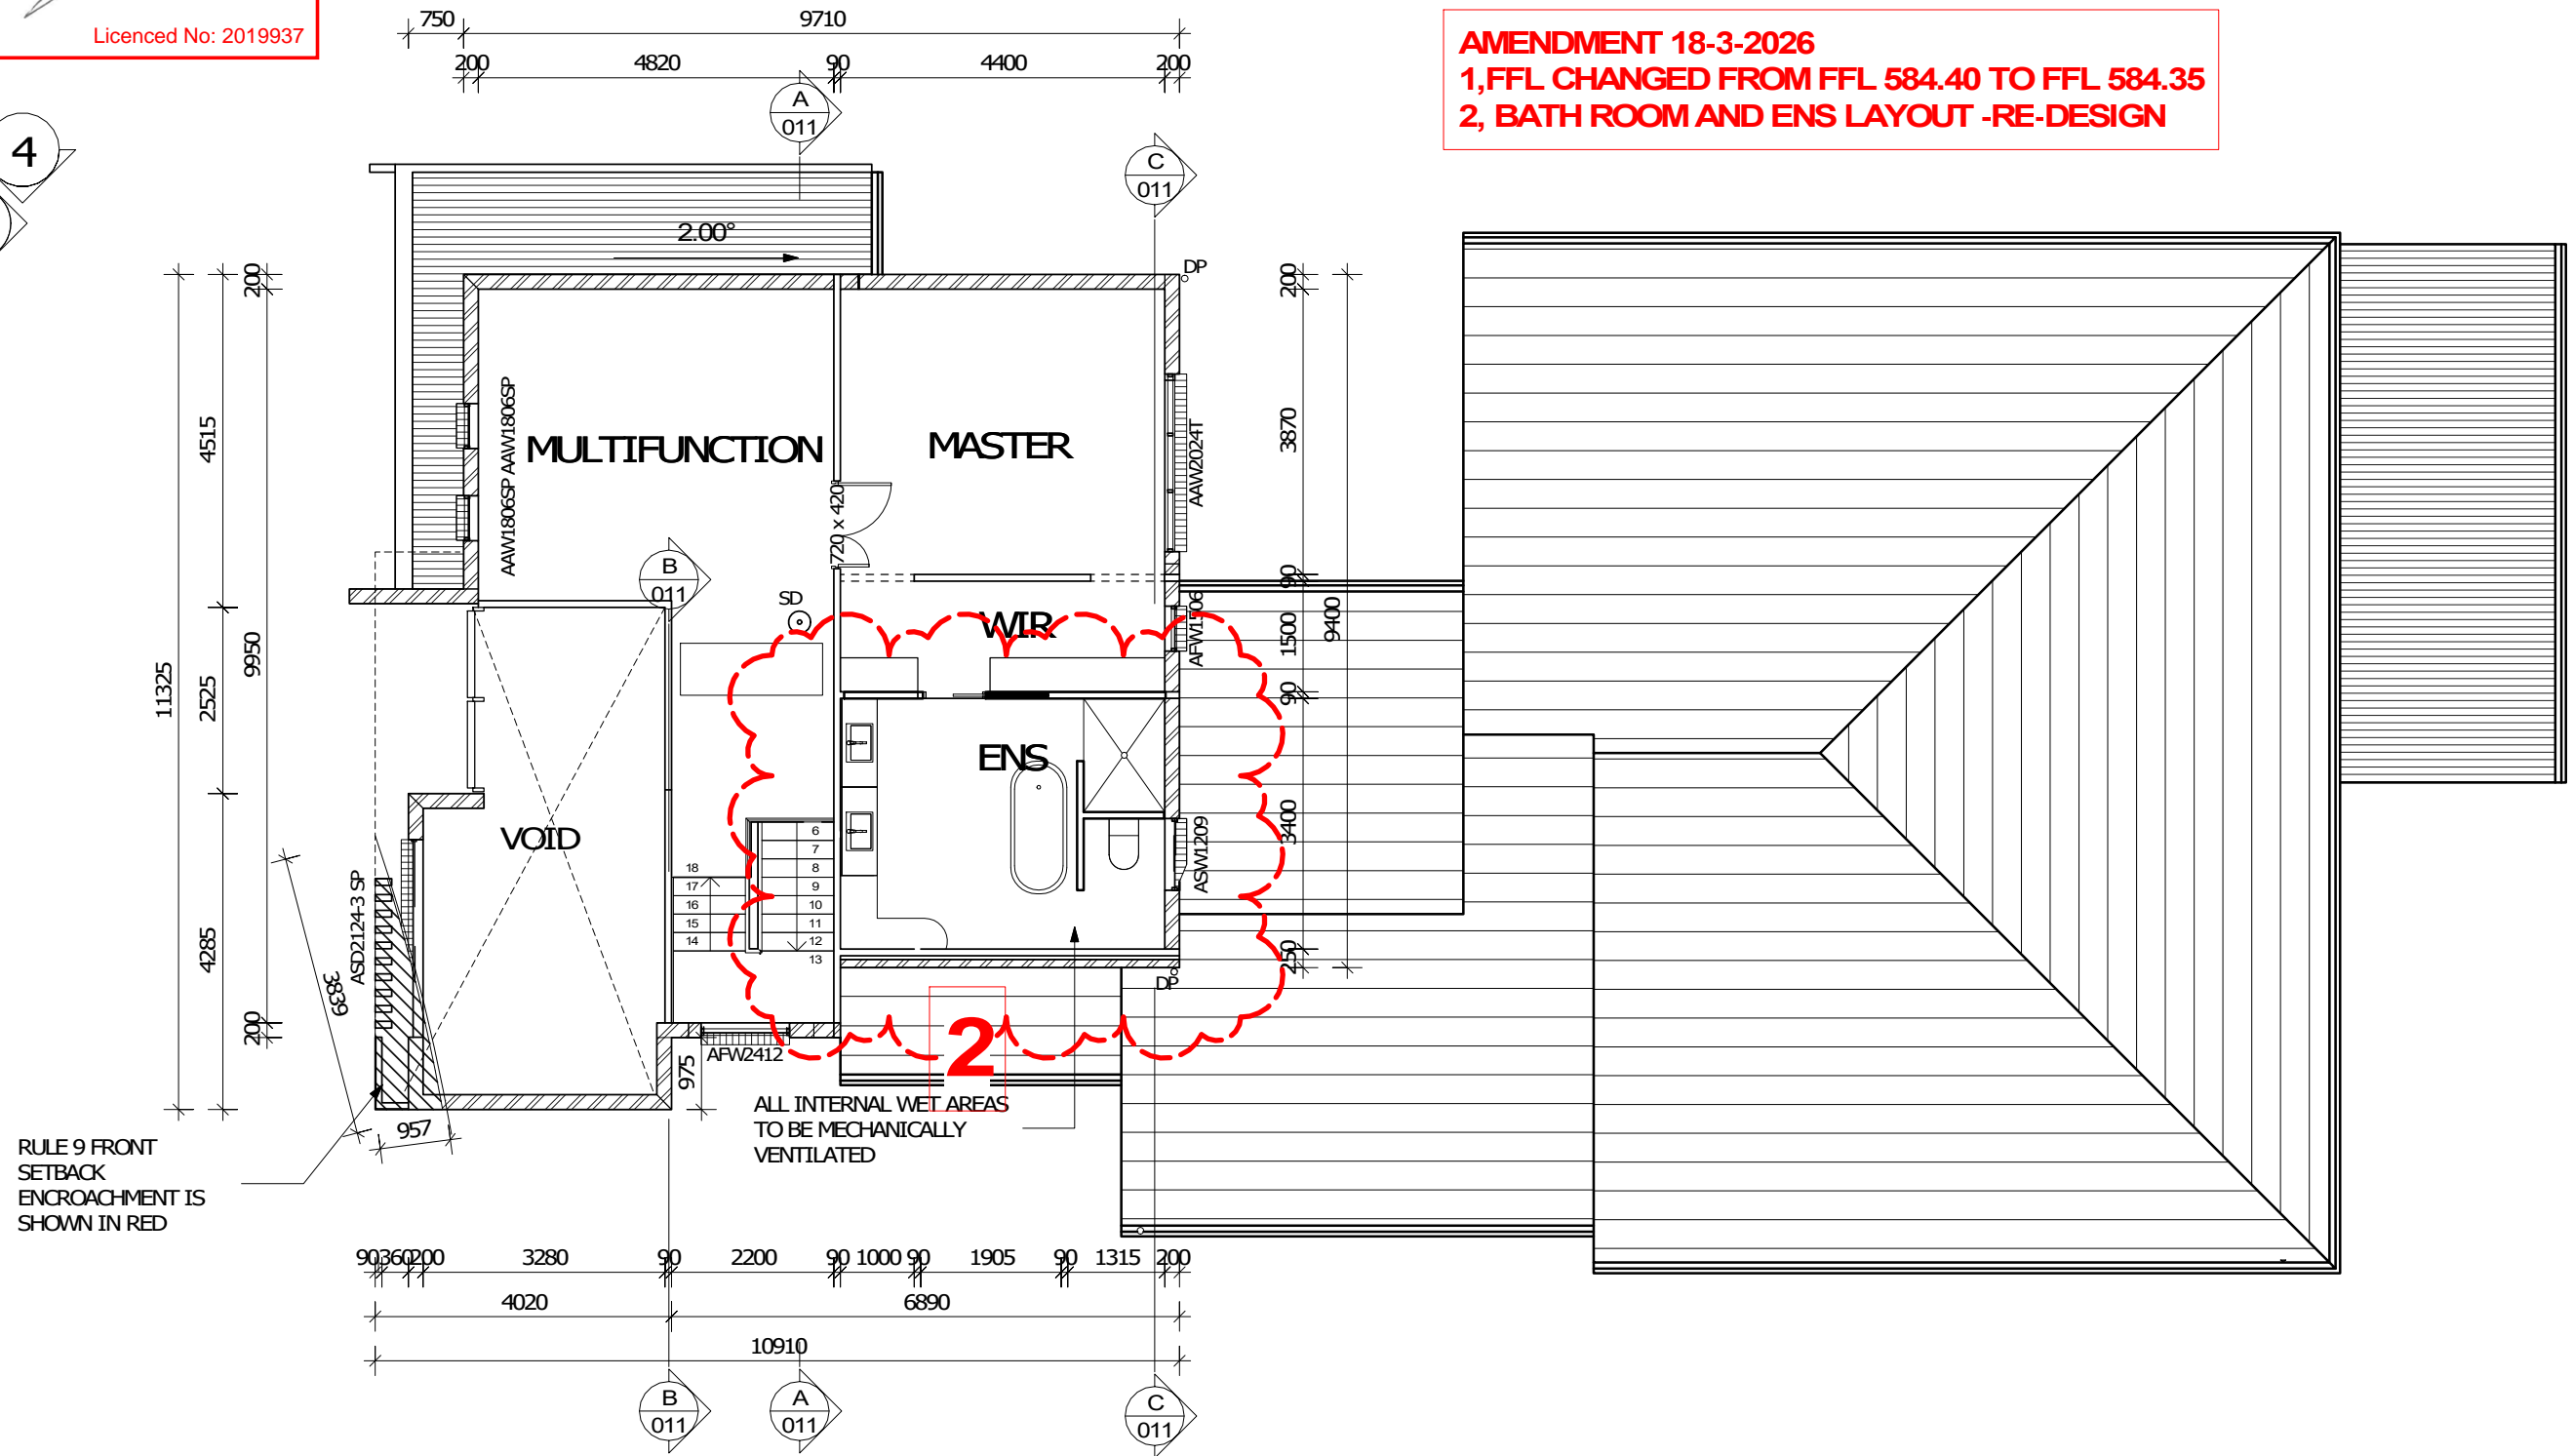 Licenced No: 2019937
AMENDMENT 18-3-2026
1,FFL CHANGED FROM FFL 584.40 TO FFL 584.35
2, BATH ROOM AND ENS LAYOUT -RE-DESIGN
750
9710
200
4820
90
4400
200
A
011
C
011
4
2.00°
DP
200
4515
2525
4285
11325
9950
200
AAW1806SP AAW1806SP
MULTIFUNCTION
MASTER
720 x 420
AAW2024T
200
3870
90
1500
9400
90
3400
250
B
011
SD
WIR
AFW1506
ENS
ASW1209
VOID
6
7
8
9
10
11
12
13
18
17
16
15
14
ASD2124-3 SP
3839
957
975
AFW2412
DP
2
ALL INTERNAL WET AREAS
TO BE MECHANICALLY
VENTILATED
RULE 9 FRONT
SETBACK
ENCROACHMENT IS
SHOWN IN RED
90
360
200
3280
90
2200
90
1000
90
1905
90
1315
200
4020
6890
10910
B
011
A
011
C
011